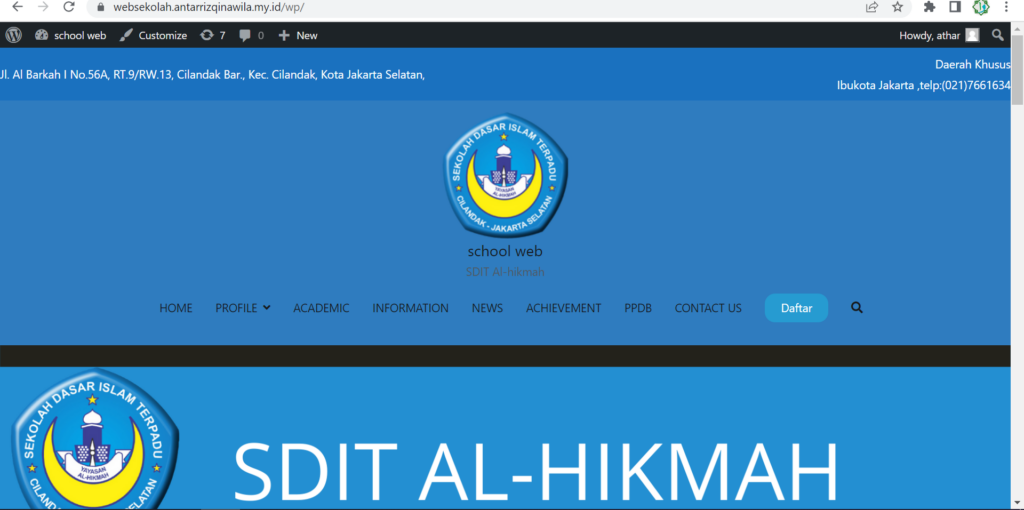 websekolah.antarrizqinawila.my.id/wp/
school web Customize 7 0 New Howdy, athar
Jl. Al Barkah I No.56A, RT.9/RW.13, Cilandak Bar., Kec. Cilandak, Kota Jakarta Selatan,
Daerah Khusus
Ibukota Jakarta ,telp:(021)7661634
SEKOLAH DASAR ISLAM TERPADU
YAYASAN
AL-HIKMAH
CILANDAK - JAKARTA SELATAN
school web
SDIT Al-hikmah
HOME PROFILE ACADEMIC INFORMATION NEWS ACHIEVEMENT PPDB CONTACT US Daftar
SEKOLAH DASAR ISLAM TERPADU
YAYASAN
AL-HIKMAH
SDIT AL-HIKMAH